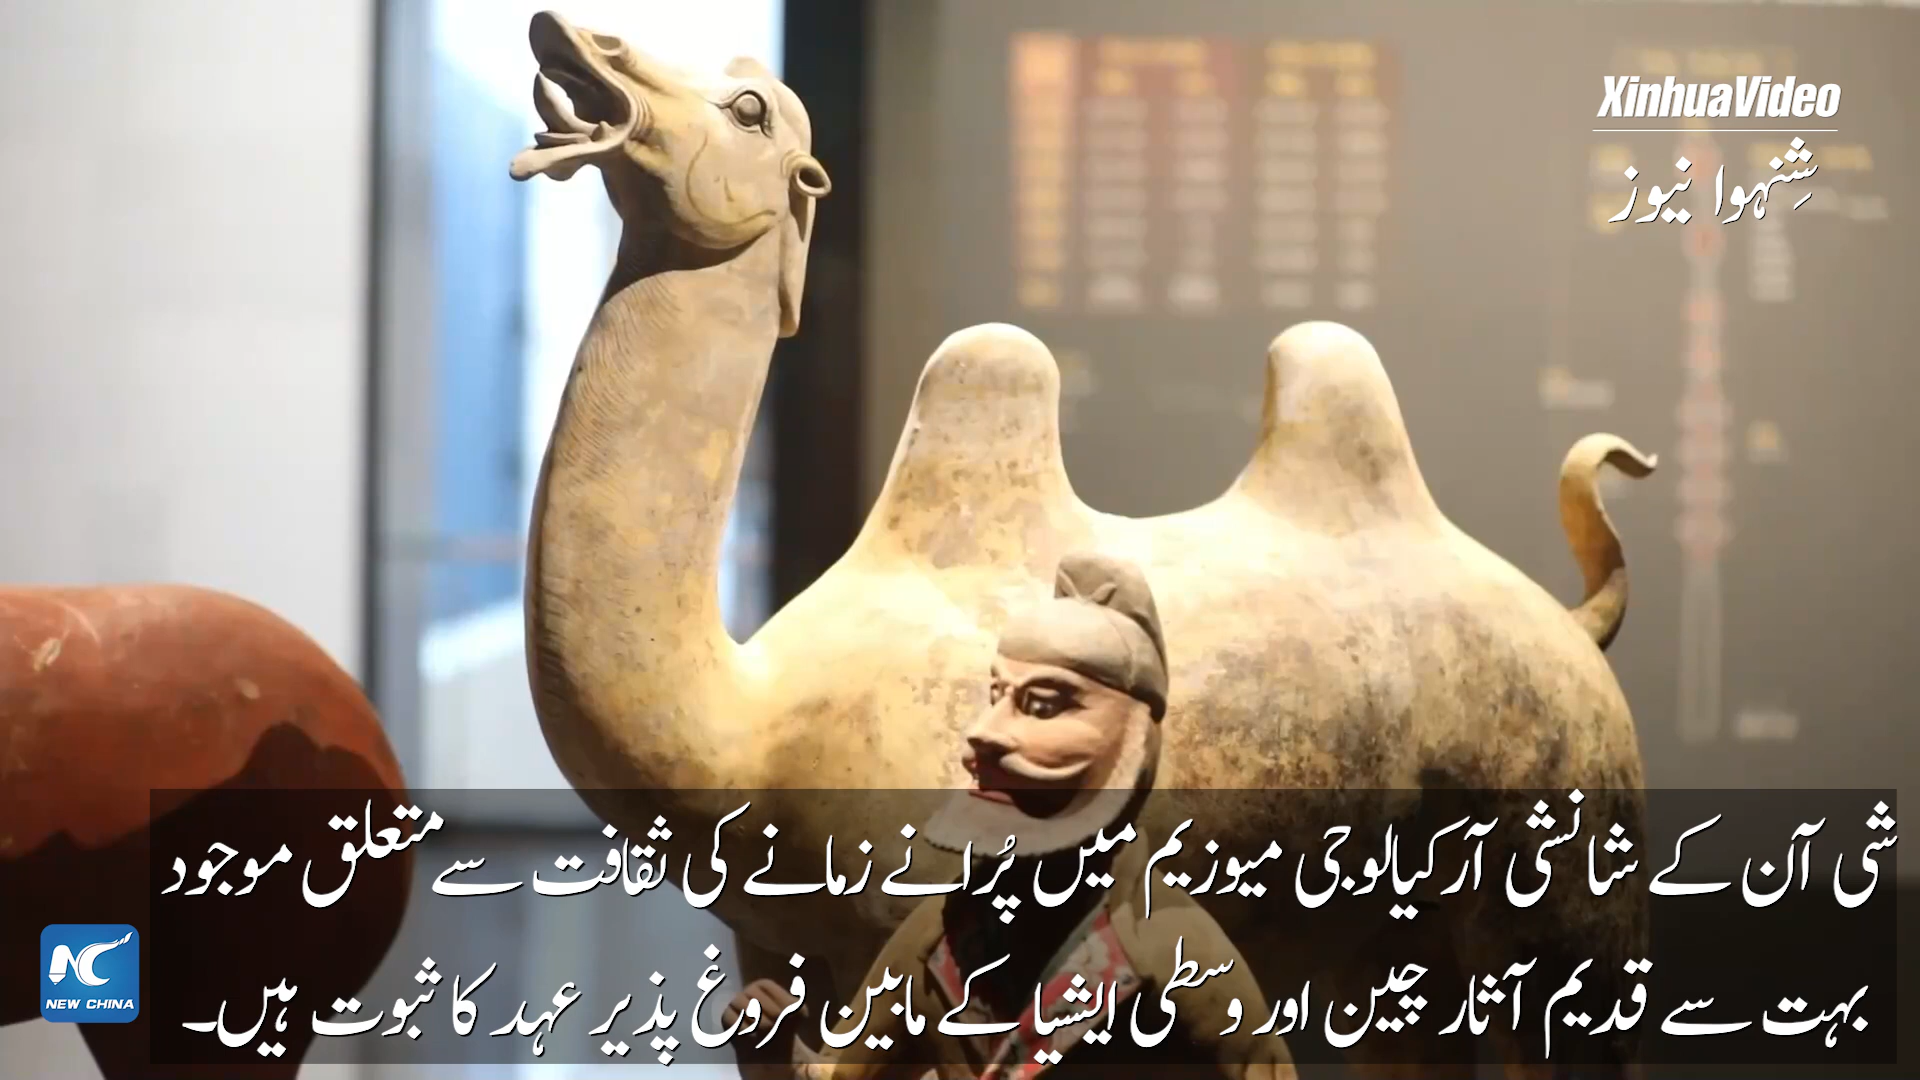 XinhuaVideo
شِنہوا نیوز
شی آن کے شانشی آرکیالوجی میوزیم میں پُرانے زمانے کی ثقافت سے متعلق موجود
بہت سے قدیم آثار چین اور وسطی ایشیا کے مابین فروغ پذیر عہد کا ثبوت ہیں۔
NEW CHINA